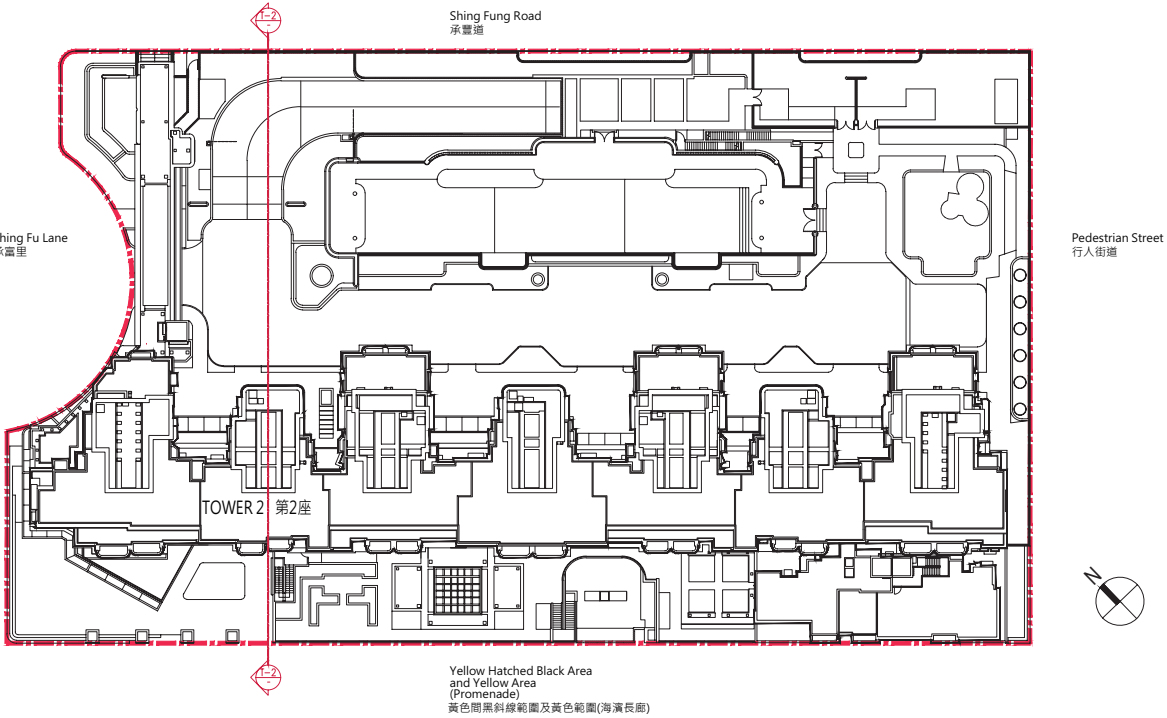 T-2
Shing Fung Road
承豐道
hing Fu Lane
承富里
Pedestrian Street
行人街道
TOWER 2 第2座
N
T-2
Yellow Hatched Black Area
and Yellow Area
(Promenade)
黃色間黑斜線範圍及黃色範圍(海濱長廊)